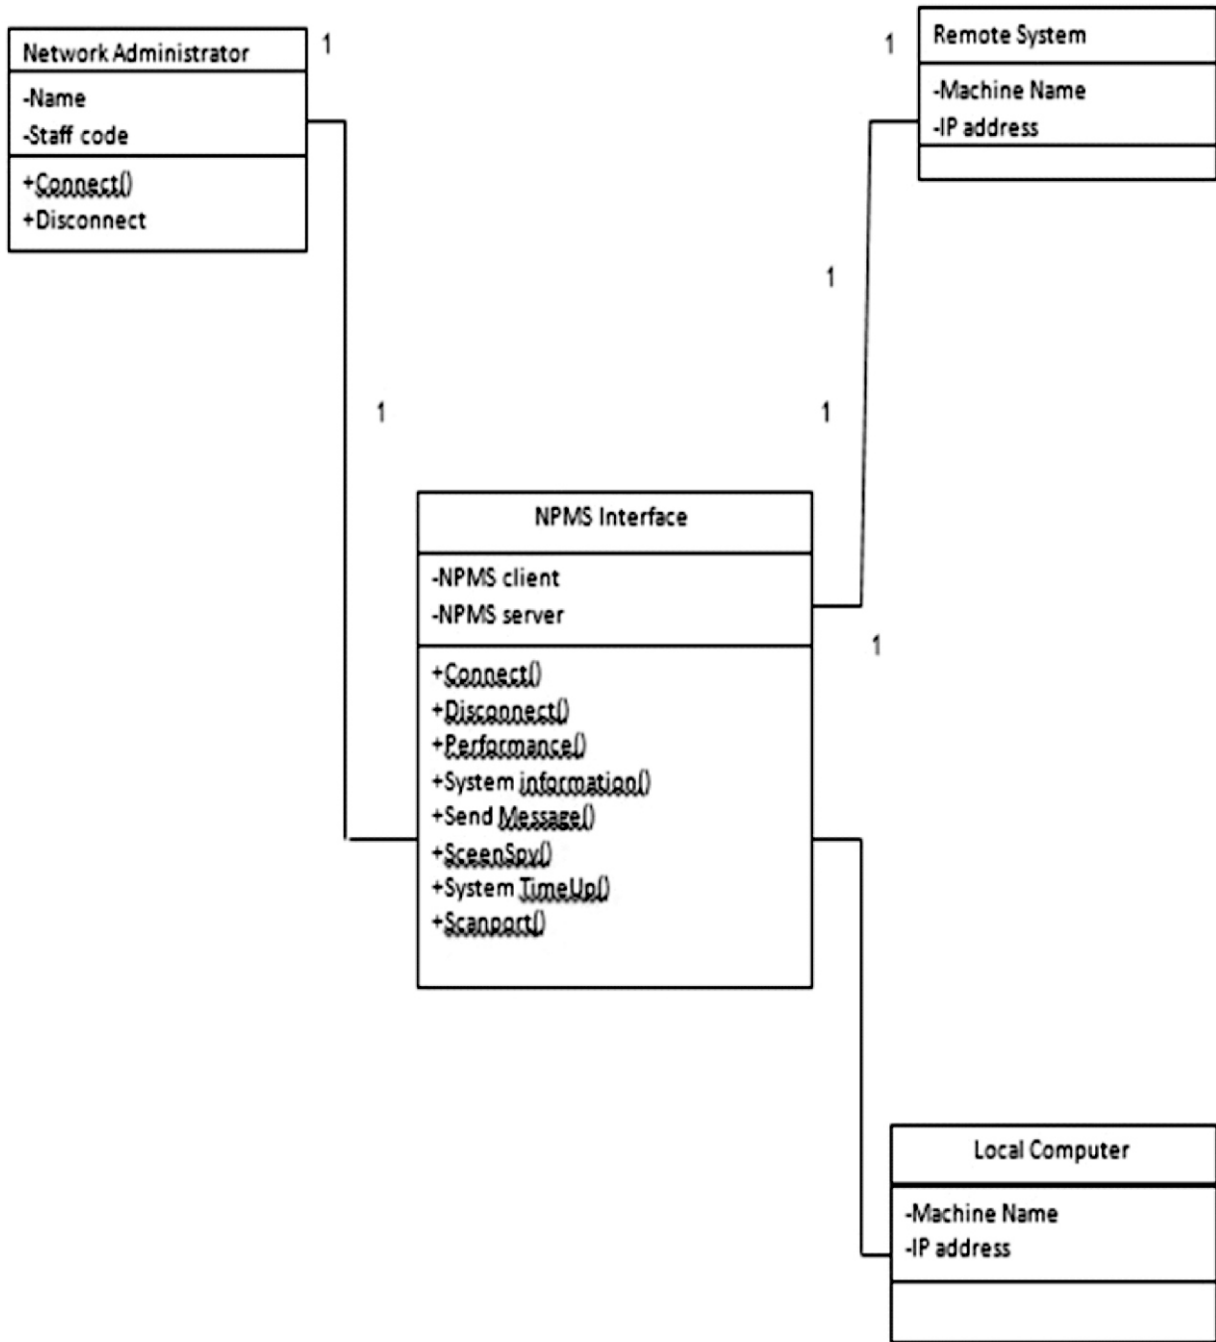 Network Administrator
-Name
-Staff code
+Connect()
+Disconnect
1
1
Remote System
-Machine Name
-IP address
1
1
1
NPMS Interface
-NPMS client
-NPMS server
+Connect()
+Disconnect()
+Performance()
+System information()
+Send Message()
+SceenSpy()
+System TimeUp()
+Scanport()
1
Local Computer
-Machine Name
-IP address